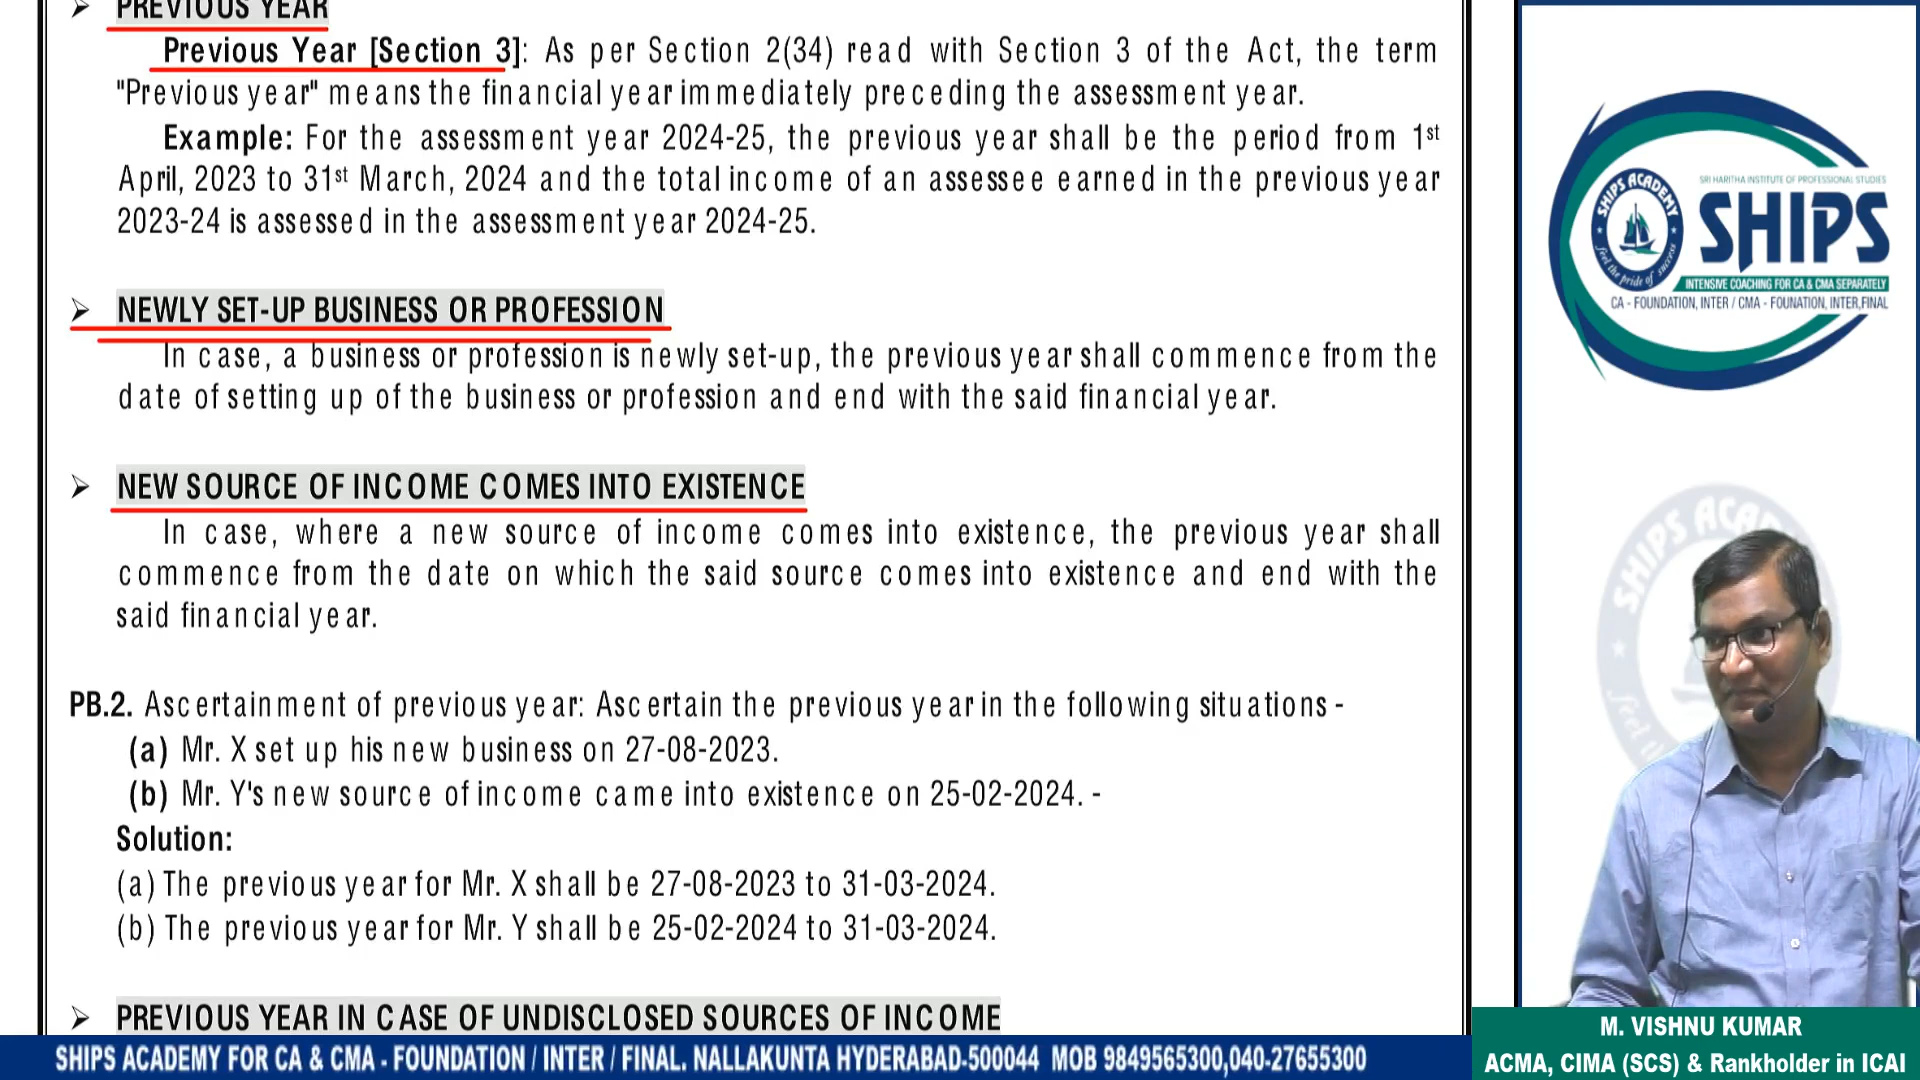 PREVIOUS YEAR
Previous Year [Section 3]: As per Section 2(34) read with Section 3 of the Act, the term
"Previous year" means the financial year immediately preceding the assessment year.
Example: For the assessment year 2024-25, the previous year shall be the period from 1st
April, 2023 to 31st March, 2024 and the total income of an assessee earned in the previous year
2023-24 is assessed in the assessment year 2024-25.
NEWLY SET-UP BUSINESS OR PROFESSION
In case, a business or profession is newly set-up, the previous year shall commence from the
date of setting up of the business or profession and end with the said financial year.
NEW SOURCE OF INCOME COMES INTO EXISTENCE
In case, where a new source of income comes into existence, the previous year shall
commence from the date on which the said source comes into existence and end with the
said financial year.
PB.2. Ascertainment of previous year: Ascertain the previous year in the following situations -
(a) Mr. X set up his new business on 27-08-2023.
(b) Mr. Y's new source of income came into existence on 25-02-2024. -
Solution:
(a) The previous year for Mr. X shall be 27-08-2023 to 31-03-2024.
(b) The previous year for Mr. Y shall be 25-02-2024 to 31-03-2024.
PREVIOUS YEAR IN CASE OF UNDISCLOSED SOURCES OF INCOME
SHIPS ACADEMY FOR CA & CMA - FOUNDATION / INTER / FINAL. NALLAKUNTA HYDERABAD-500044 MOB 9849565300,040-27655300
SRI HARITHA INSTITUTE OF PROFESSIONAL STUDIES
SHIPS ACADEMY
feel the pride of success
SHIPS
INTENSIVE COACHING FOR CA & CMA SEPARATELY
CA - FOUNDATION, INTER / CMA - FOUNATION, INTER,FINAL
SHIPS ACAD
feel th
M. VISHNU KUMAR
ACMA, CIMA (SCS) & Rankholder in ICAI